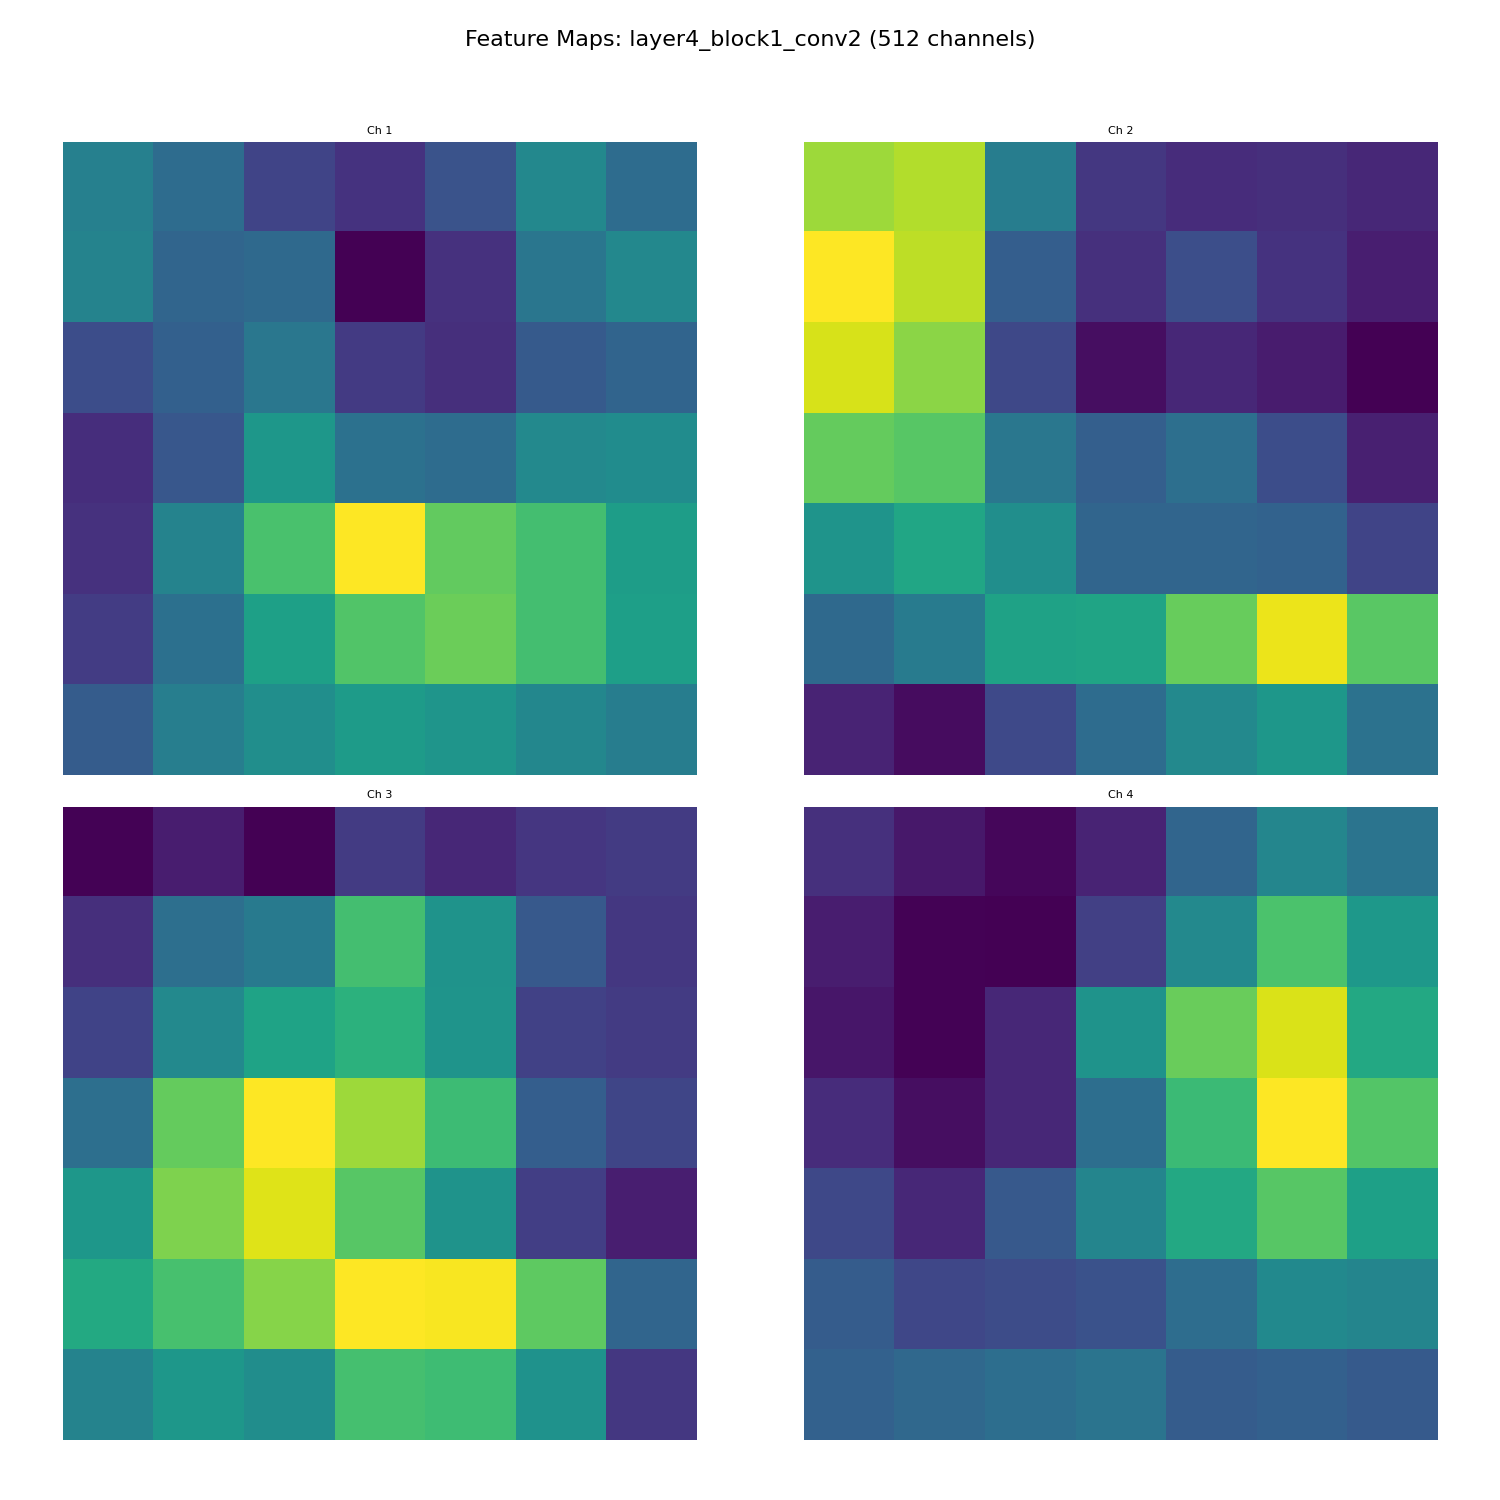 Feature Maps: layer4_block1_conv2 (512 channels)
Ch 1
Ch 2
Ch 3
Ch 4